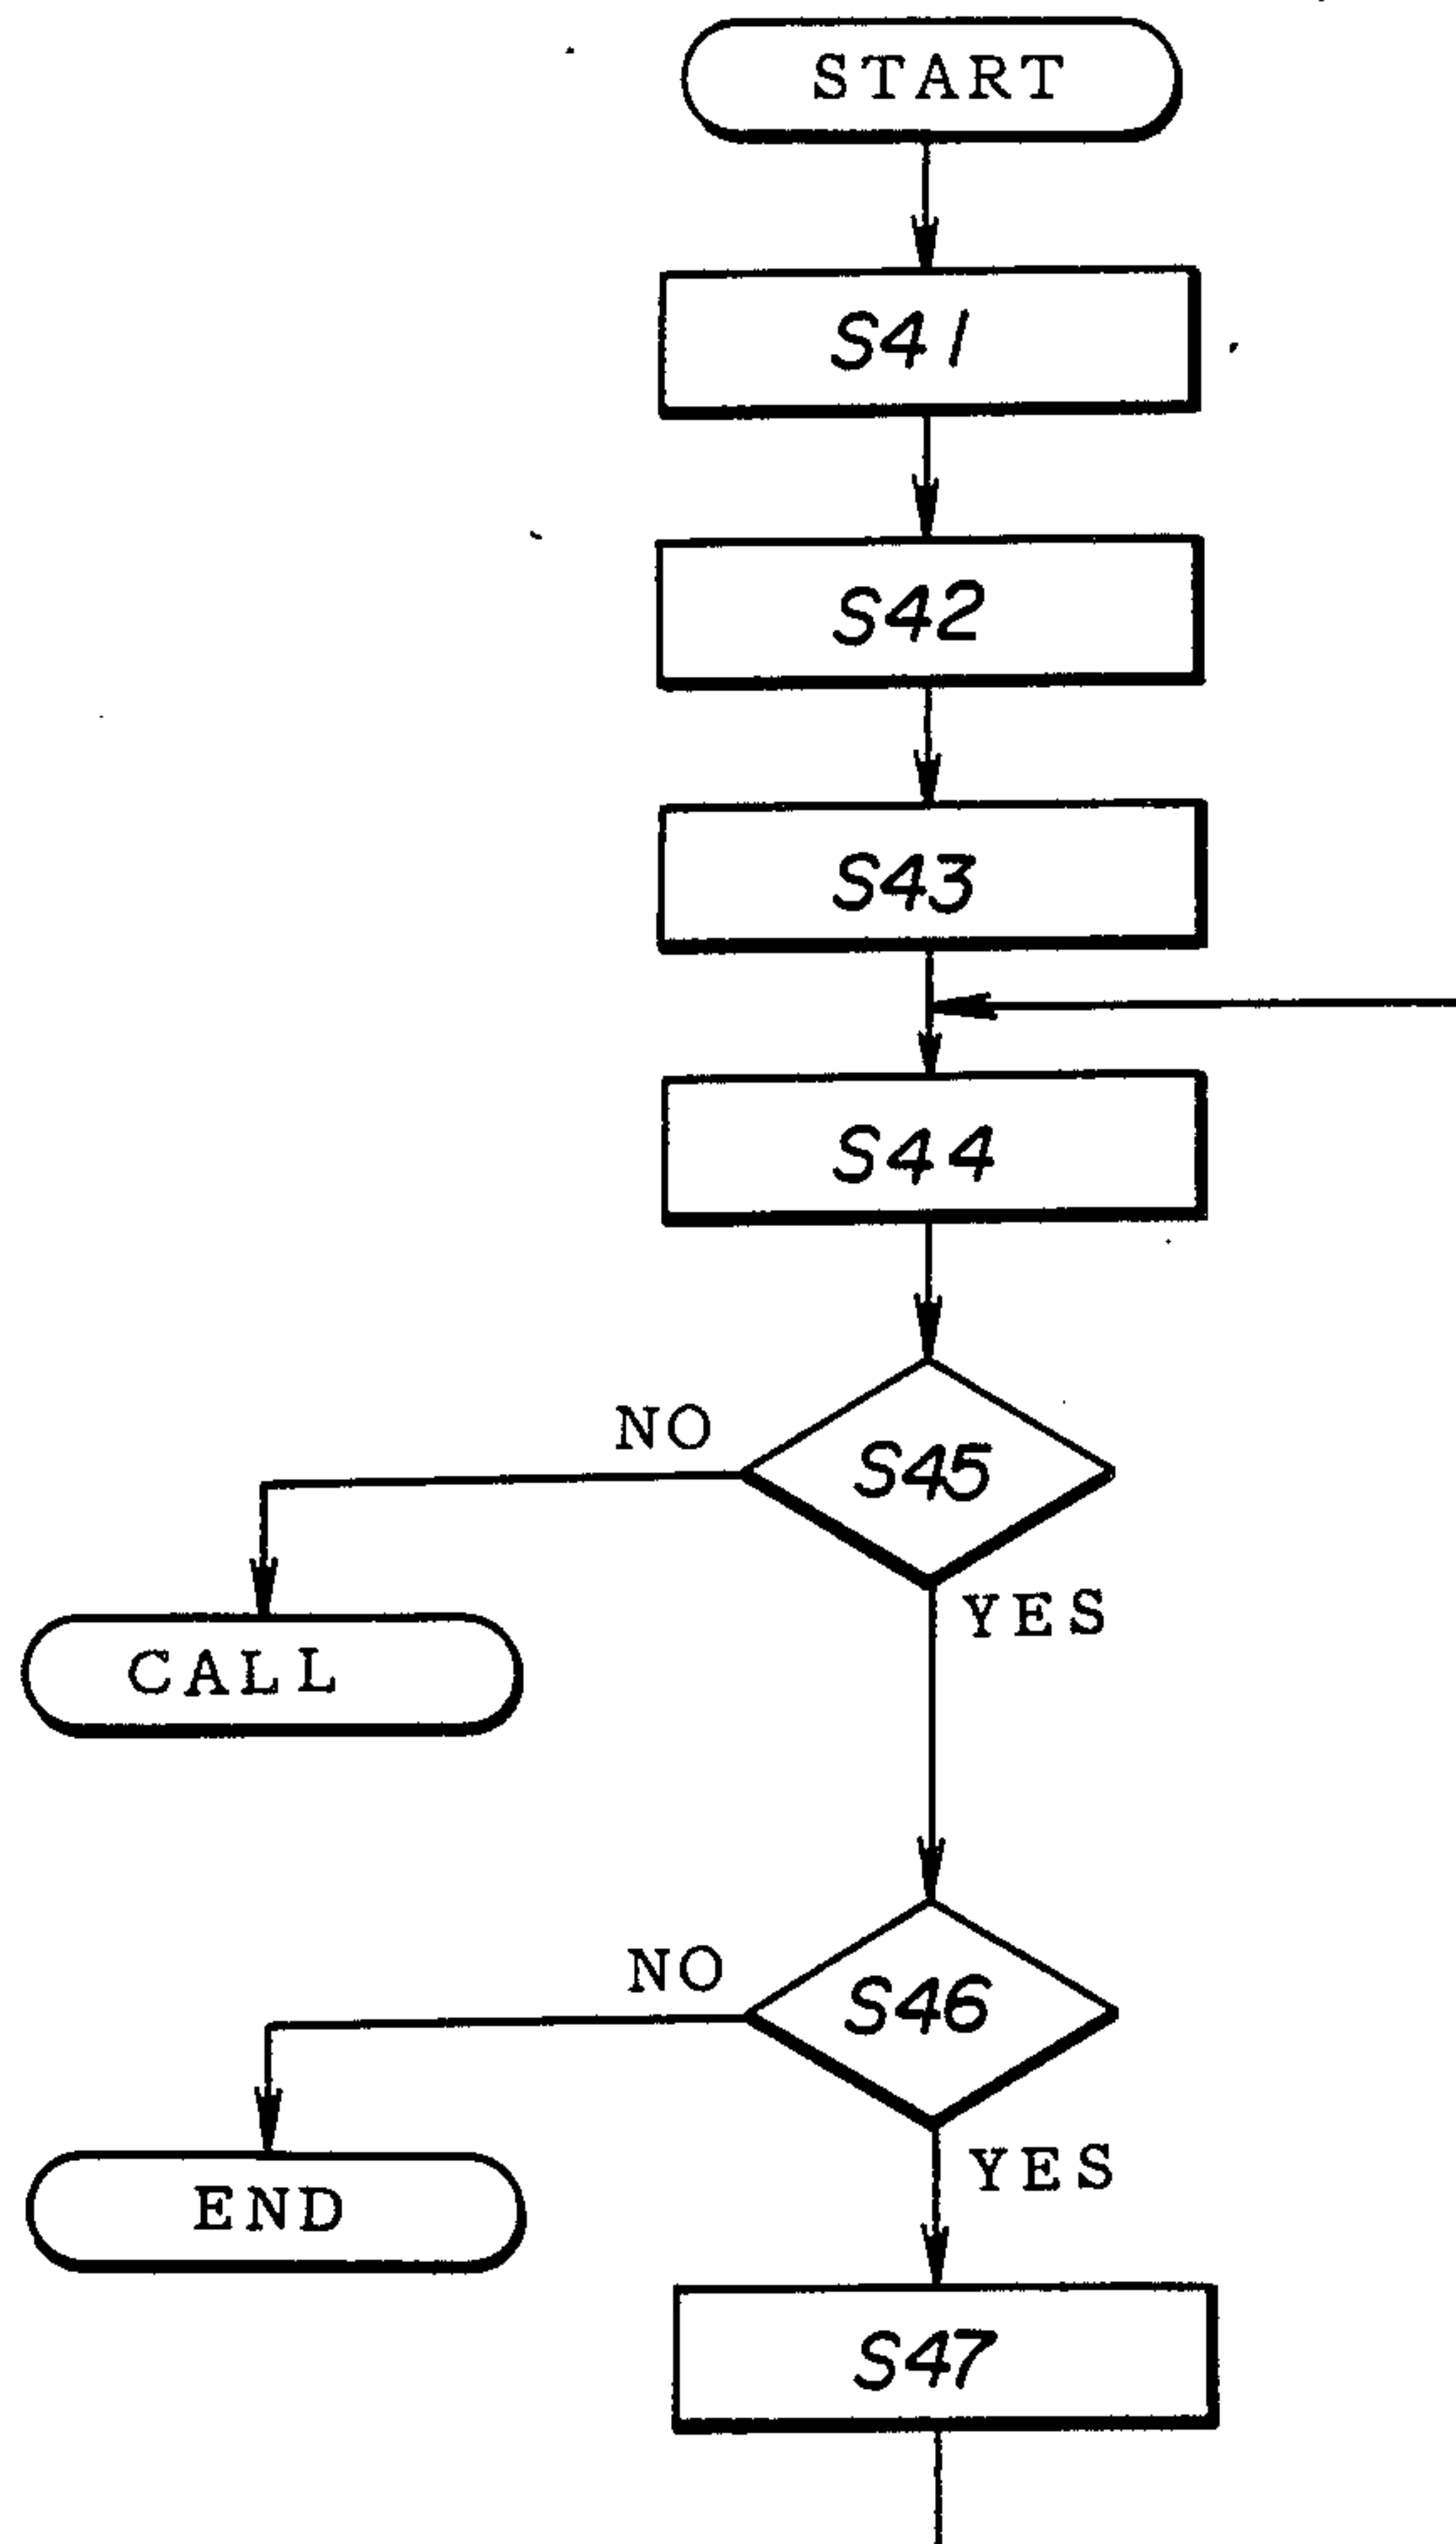 START
S41
S42
S43
S44
NO
S45
YES
CALL
NO
S46
YES
END
S47